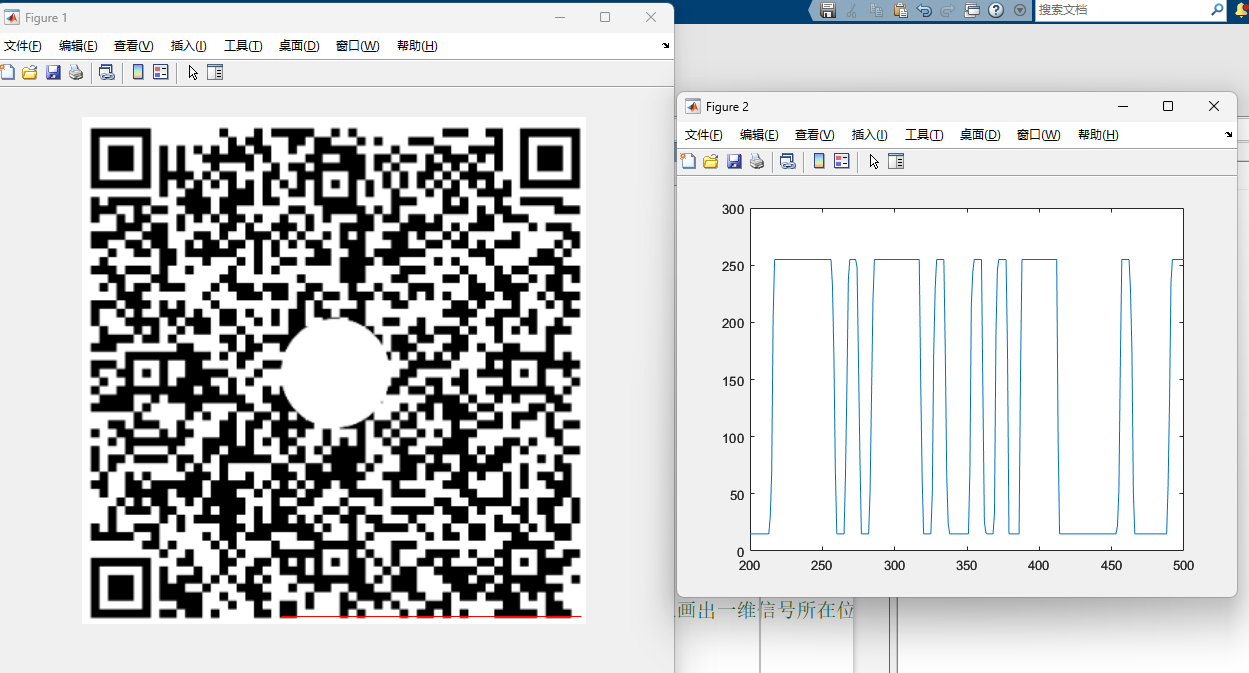 Figure 1
文件(F) 编辑(E) 查看(V) 插入(I) 工具(T) 桌面(D) 窗口(W) 帮助(H)
搜索文档
Figure 2
文件(F) 编辑(E) 查看(V) 插入(I) 工具(T) 桌面(D) 窗口(W) 帮助(H)
300
250
200
150
100
50
0
200 250 300 350 400 450 500
画出一维信号所在位